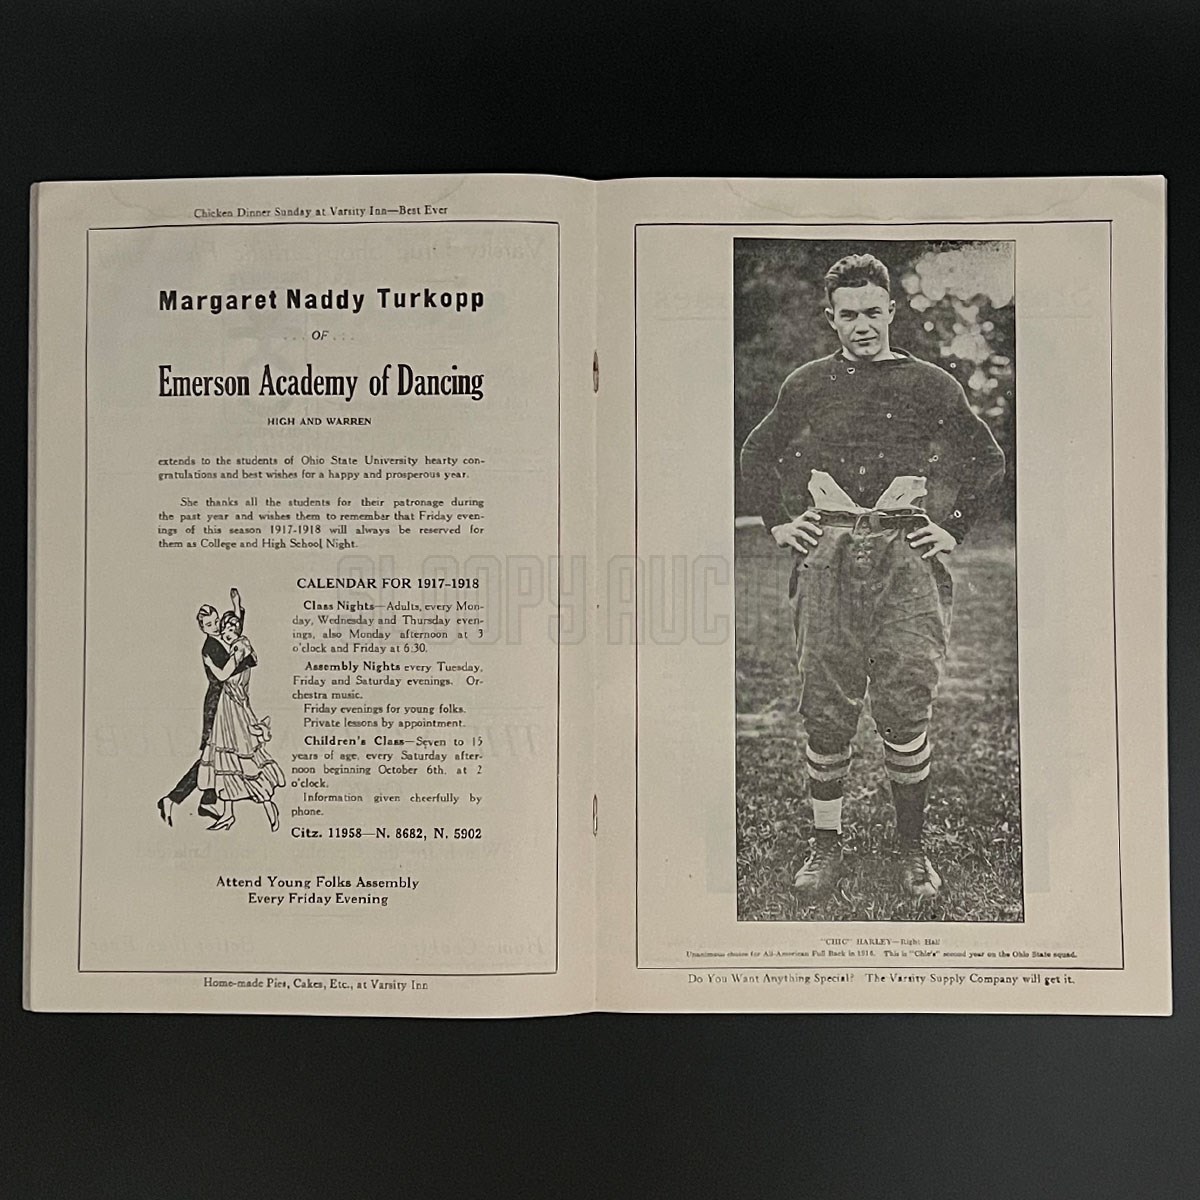 Chicken Dinner Sunday at Varsity Inn—Best Ever
Margaret Naddy Turkopp
... OF ...
Emerson Academy of Dancing
HIGH AND WARREN
extends to the students of Ohio State University hearty con-
gratulations and best wishes for a happy and prosperous year.
She thanks all the students for their patronage during
the past year and wishes them to remember that Friday even-
ings of this season 1917-1918 will always be reserved for
them as College and High School Night.
CALENDAR FOR 1917-1918
Class Nights—Adults, every Mon-
day, Wednesday and Thursday even-
ings, also Monday afternoon at 3
o'clock and Friday at 6:30.
Assembly Nights every Tuesday,
Friday and Saturday evenings. Or-
chestra music.
Friday evenings for young folks.
Private lessons by appointment.
Children's Class—Seven to 15
years of age, every Saturday after-
noon beginning October 6th, at 2
o'clock.
Information given cheerfully by
phone.
Citz. 11958—N. 8682, N. 5902
Attend Young Folks Assembly
Every Friday Evening
Home-made Pies, Cakes, Etc., at Varsity Inn
"CHIC" HARLEY—Right Half
Unanimous choice for All-American Full Back in 1916. This is "Chic's" second year on the Ohio State squad.
Do You Want Anything Special? The Varsity Supply Company will get it.
SLOOPY AUCTIONS